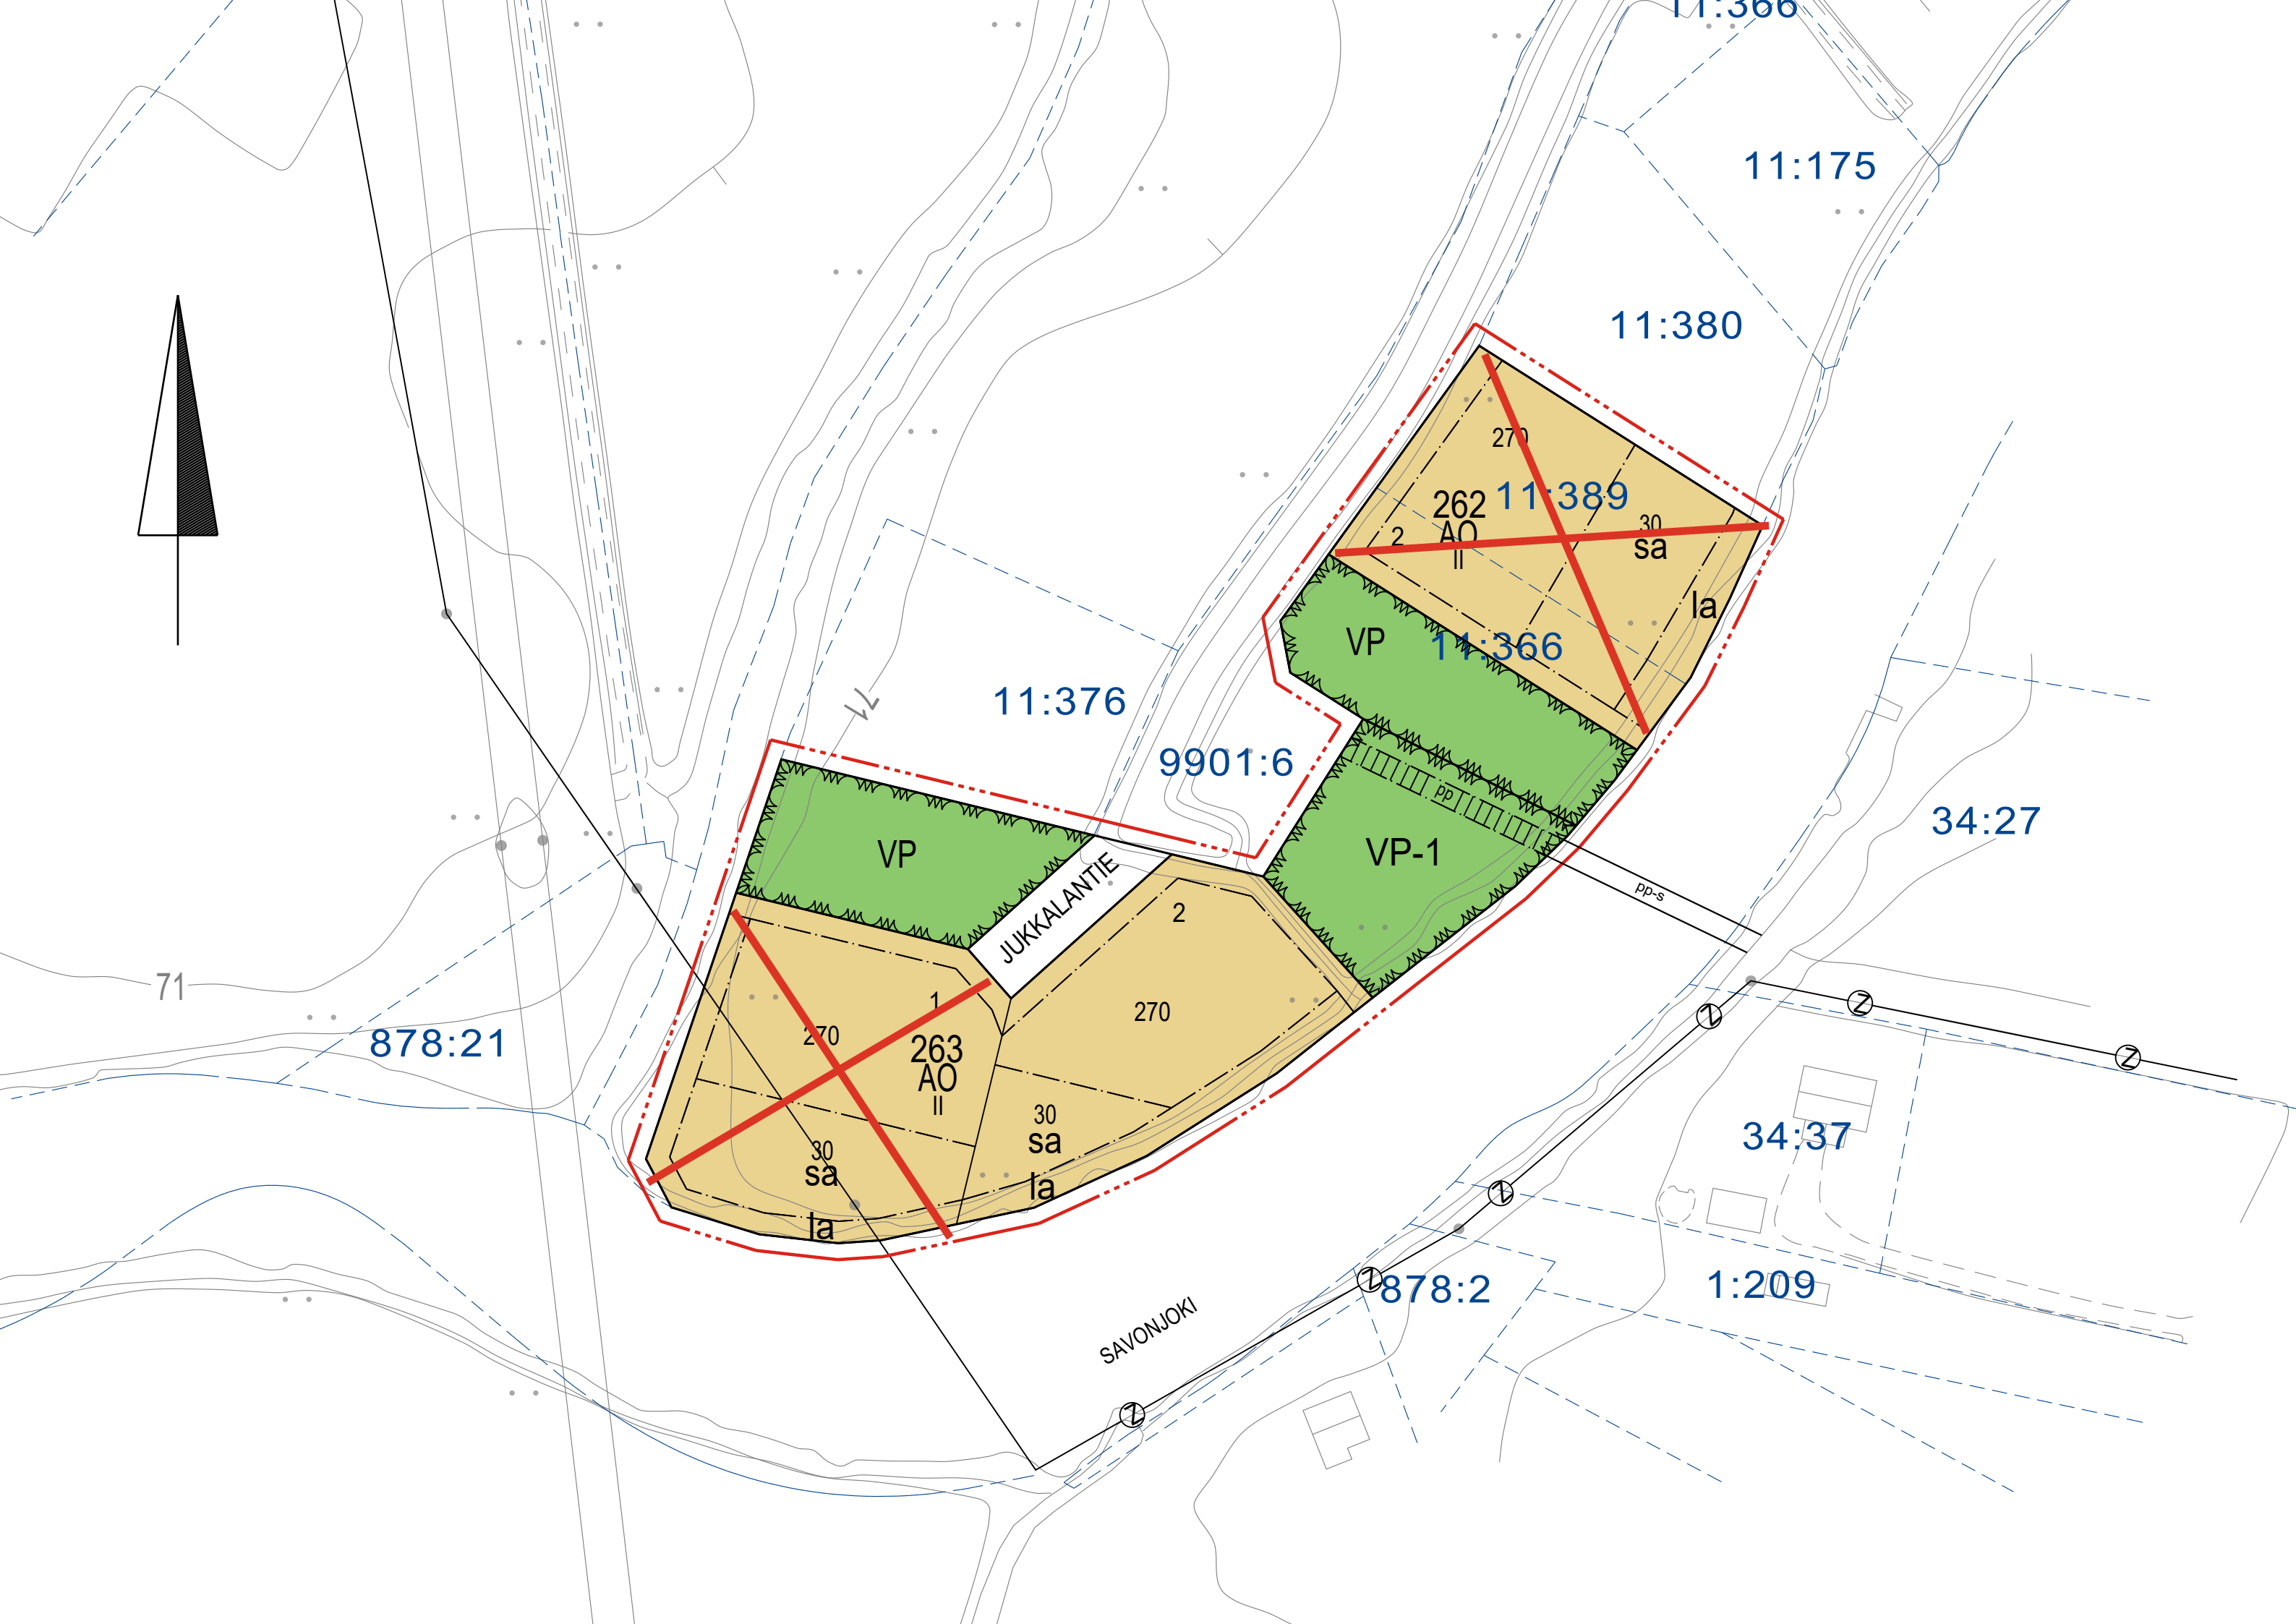 11:366
11:175
11:380
270
11:389
262
30
2
AO
sa
II
la
VP
11:366
11:376
9901:6
pp
34:27
VP
VP-1
JUKKALANTIE
pp-s
2
71
1
270
270
878:21
263
AO
II
30
sa
30
sa
la
la
34:37
878:2
1:209
SAVONJOKI
Z
Z
Z
Z
Z
Z